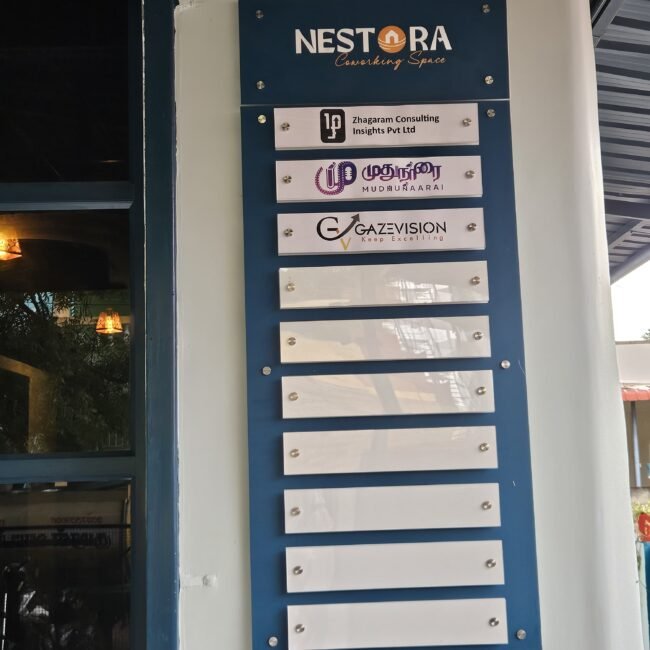 NESTORA
Coworking Space
Zhagaram Consulting
Insights Pvt Ltd
முதுநரை
MUDHUNAARAI
GAZEVISION
Keep Excelling